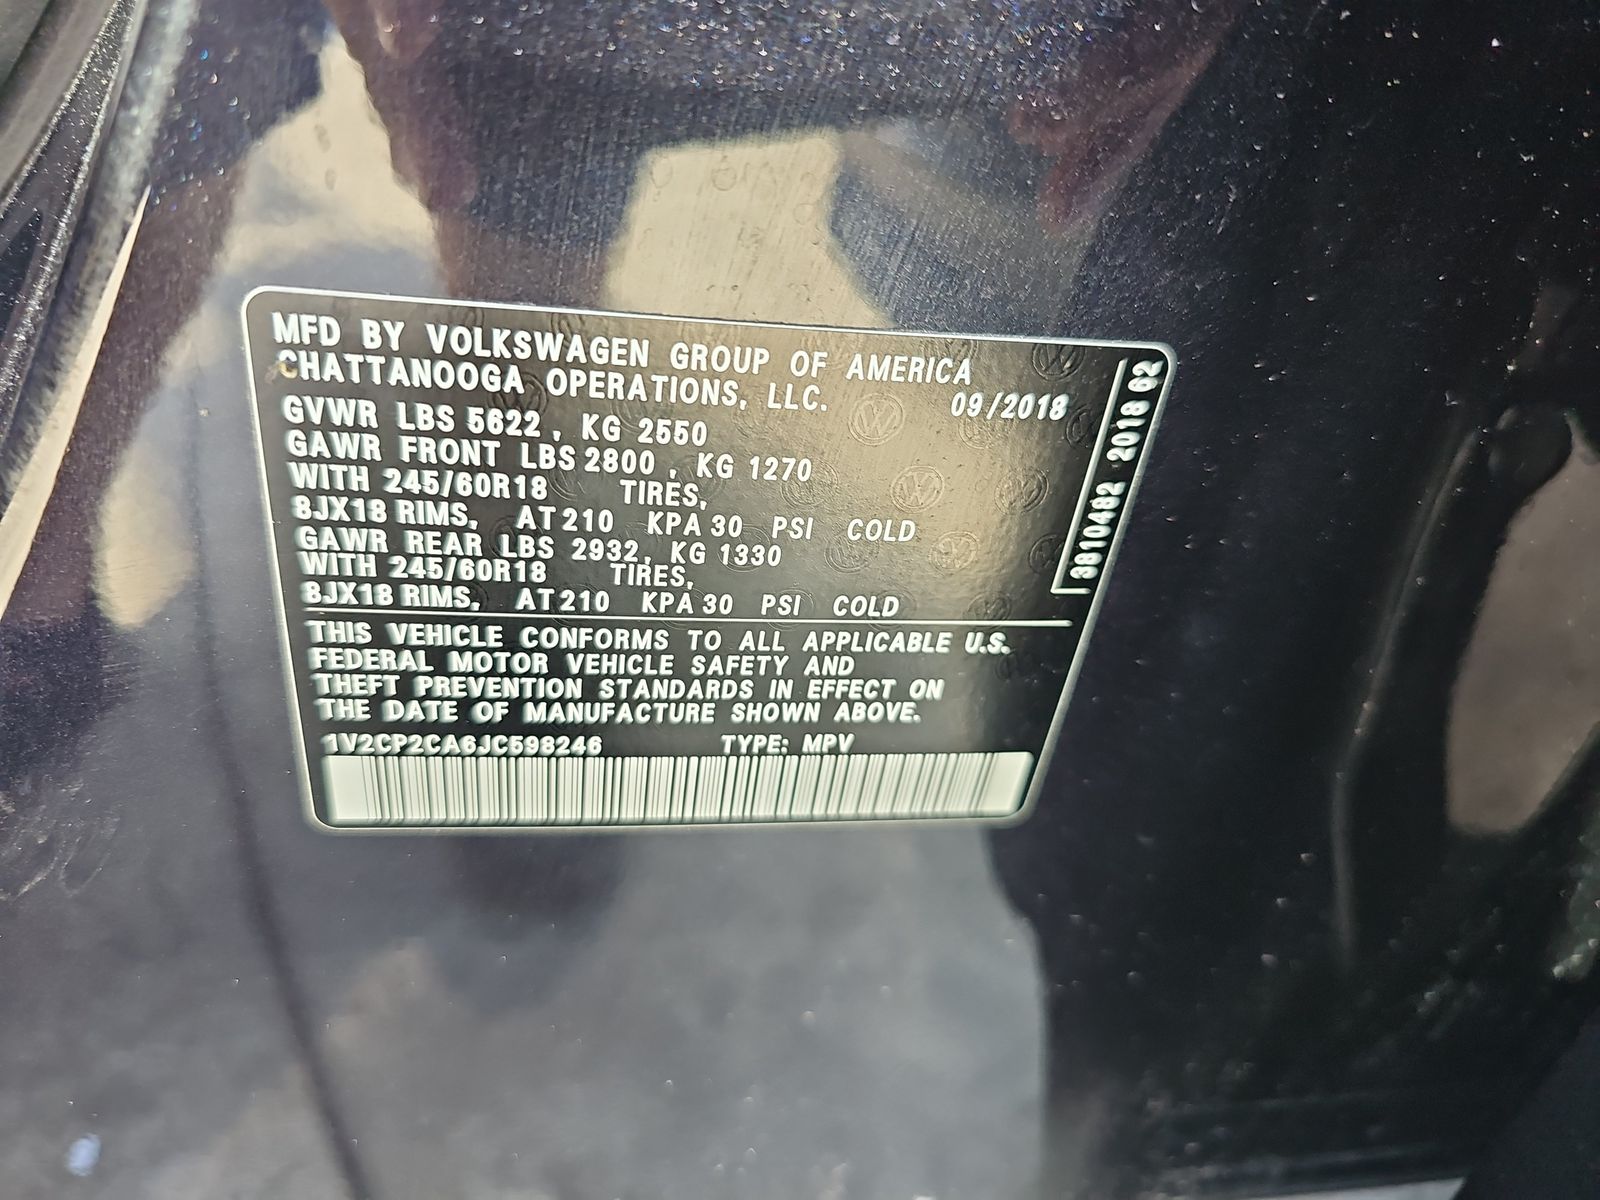 MFD BY VOLKSWAGEN GROUP OF AMERICA
CHATTANOOGA OPERATIONS, LLC. 09/2018
GVWR LBS 5622 , KG 2550
GAWR FRONT LBS 2800 , KG 1270
WITH 245/60R18 TIRES,
8JX18 RIMS, AT 210 KPA 30 PSI COLD
GAWR REAR LBS 2932, KG 1330
WITH 245/60R18 TIRES,
8JX18 RIMS, AT 210 KPA 30 PSI COLD
THIS VEHICLE CONFORMS TO ALL APPLICABLE U.S.
FEDERAL MOTOR VEHICLE SAFETY AND
THEFT PREVENTION STANDARDS IN EFFECT ON
THE DATE OF MANUFACTURE SHOWN ABOVE.
1V2CP2CA6JC598246 TYPE: MPV
3810482 2018 62